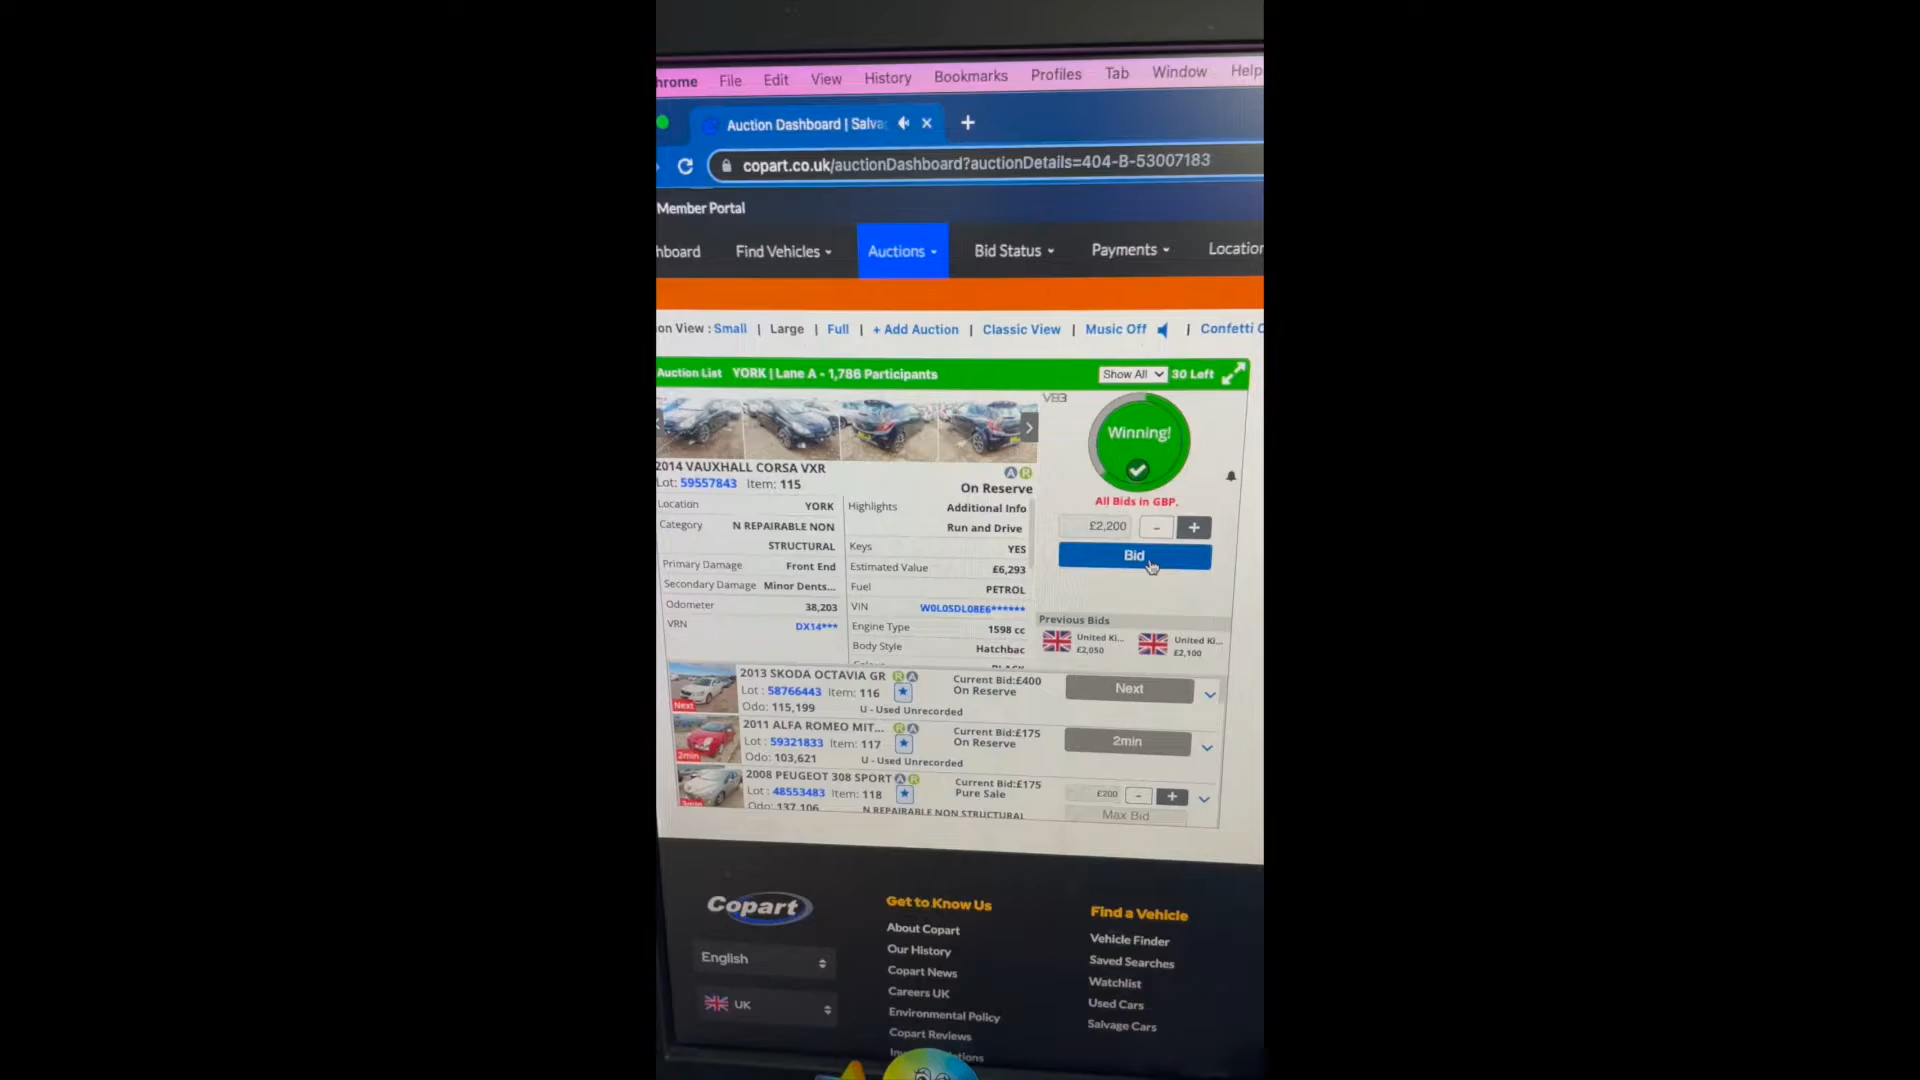 hrome File Edit View History Bookmarks Profiles Tab Window Help
Auction Dashboard | Salva
copart.co.uk/auctionDashboard?auctionDetails=404-B-53007183
Member Portal
hboard Find Vehicles Auctions Bid Status Payments Location
on View : Small | Large | Full | + Add Auction | Classic View | Music Off | Confetti
Auction List YORK | Lane A - 1,786 Participants Show All 30 Left
Winning!
All Bids in GBP.
£2,200 - +
Bid
Previous Bids
United Ki... £2,050
United Ki... £2,100
2014 VAUXHALL CORSA VXR
Lot: 59557843 Item: 115
A R
On Reserve
Location YORK
Category N REPAIRABLE NON STRUCTURAL
Primary Damage Front End
Secondary Damage Minor Dents...
Odometer 38,203
VRN DX14***
Highlights Additional Info
Run and Drive
Keys YES
Estimated Value £6,293
Fuel PETROL
VIN W0L0SDL08E6******
Engine Type 1598 cc
Body Style Hatchbac
2013 SKODA OCTAVIA GR R A
Lot : 58766443 Item: 116
Odo: 115,199 U - Used Unrecorded
Current Bid:£400
On Reserve
Next
Next
2011 ALFA ROMEO MIT... R A
Lot : 59321833 Item: 117
Odo: 103,621 U - Used Unrecorded
Current Bid:£175
On Reserve
2min
2min
2008 PEUGEOT 308 SPORT A R
Lot : 48553483 Item: 118
Odo: 137,106 N REPAIRABLE NON STRUCTURAL
Current Bid:£175
Pure Sale
£200 - +
Max Bid
Copart
English
UK
Get to Know Us
About Copart
Our History
Copart News
Careers UK
Environmental Policy
Copart Reviews
Find a Vehicle
Vehicle Finder
Saved Searches
Watchlist
Used Cars
Salvage Cars